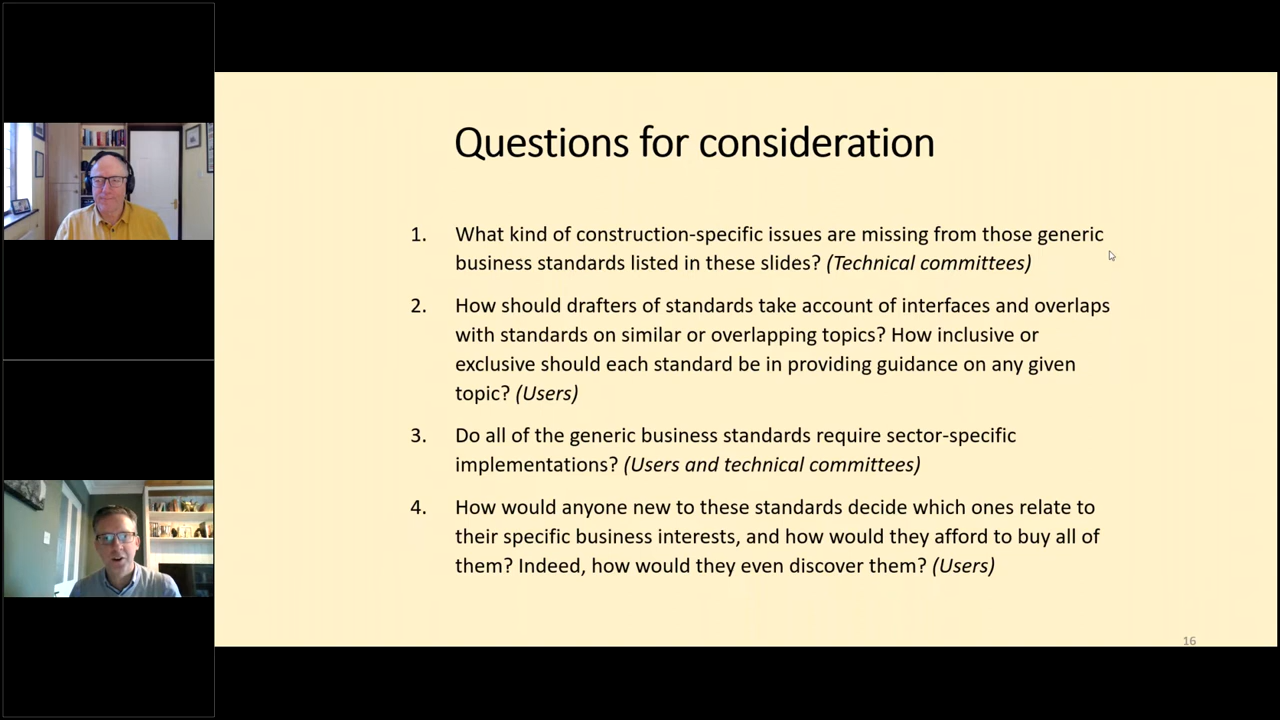 Questions for consideration
1. What kind of construction-specific issues are missing from those generic
business standards listed in these slides? (Technical committees)
2. How should drafters of standards take account of interfaces and overlaps
with standards on similar or overlapping topics? How inclusive or
exclusive should each standard be in providing guidance on any given
topic? (Users)
3. Do all of the generic business standards require sector-specific
implementations? (Users and technical committees)
4. How would anyone new to these standards decide which ones relate to
their specific business interests, and how would they afford to buy all of
them? Indeed, how would they even discover them? (Users)
16